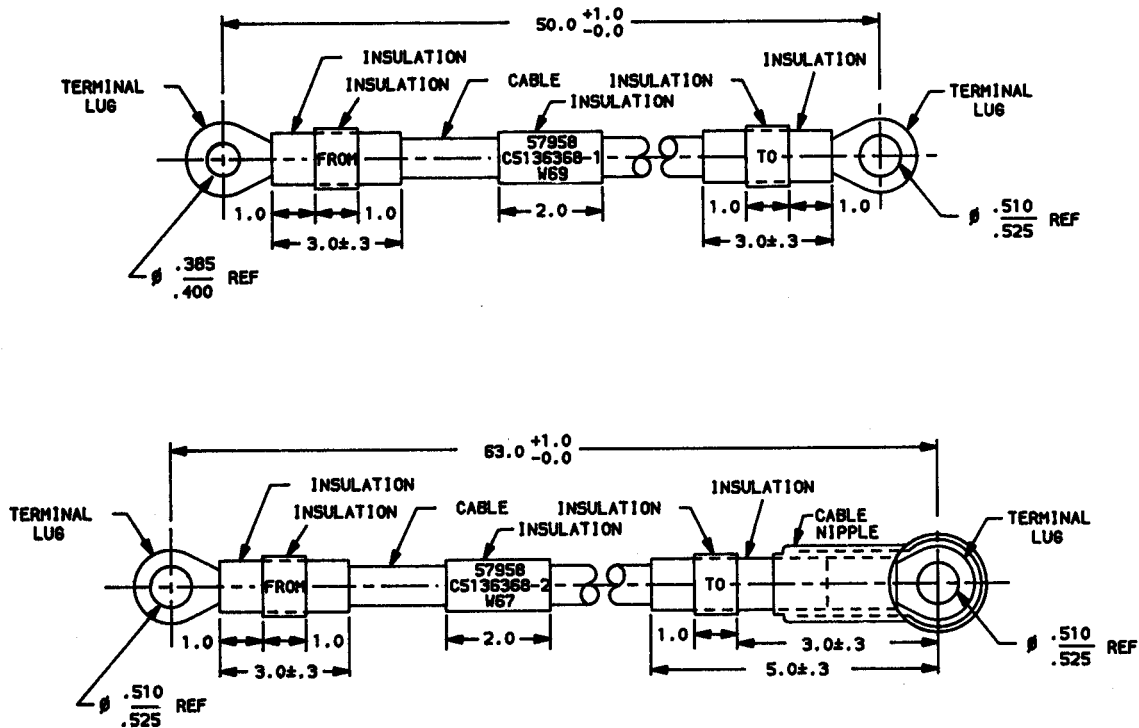 50.0 +1.0 -0.0
INSULATION
INSULATION
CABLE
INSULATION
INSULATION
INSULATION
TERMINAL
LUG
TERMINAL
LUG
57958
C5136368-1
W69
FROM
TO
1.0
1.0
2.0
1.0
1.0
3.0±.3
3.0±.3
ø .510
.525 REF
ø .385
.400 REF
63.0 +1.0 -0.0
INSULATION
INSULATION
CABLE
INSULATION
INSULATION
INSULATION
CABLE
NIPPLE
TERMINAL
LUG
TERMINAL
LUG
57958
C5136368-2
W67
FROM
TO
1.0
1.0
2.0
1.0
3.0±.3
3.0±.3
5.0±.3
ø .510
.525 REF
ø .510
.525 REF